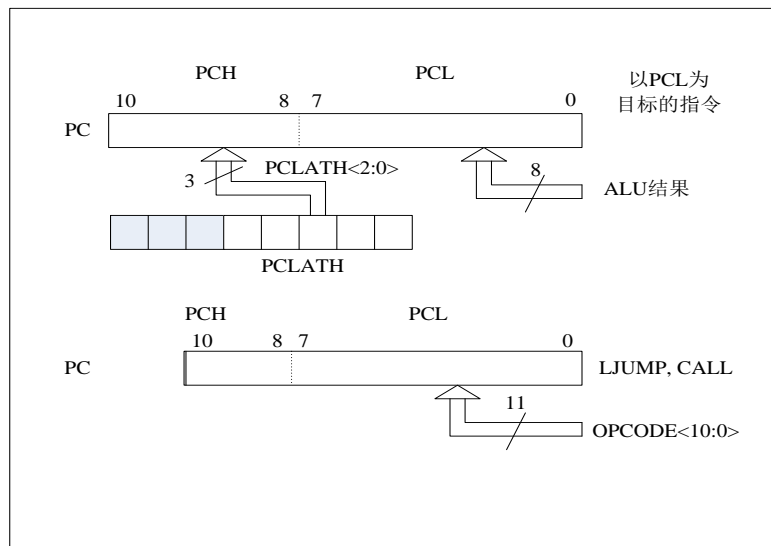 PCH PCL
10 8 7 0
PC
以PCL为
目标的指令
3
PCLATH<2:0>
8
ALU结果
PCLATH
PCH PCL
10 8 7 0
PC
LJUMP, CALL
11
OPCODE<10:0>